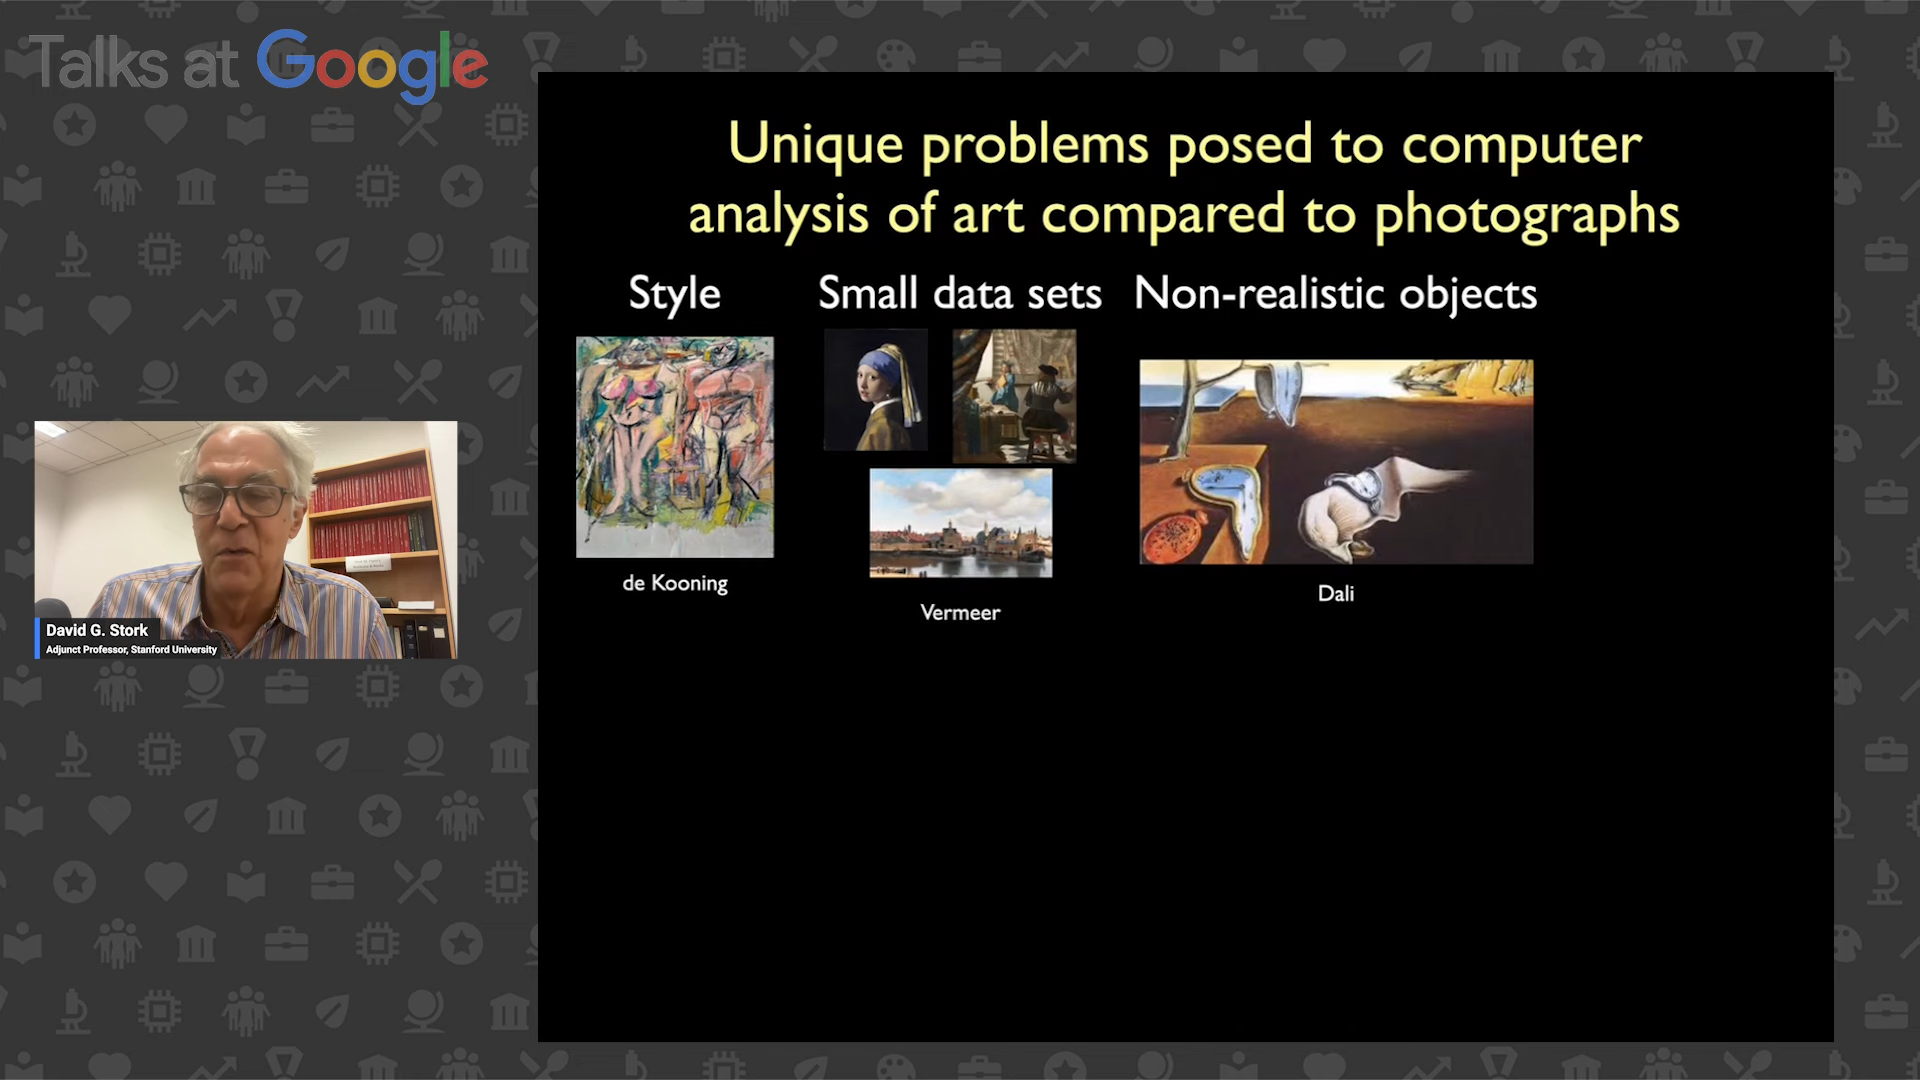 Talks at Google
Unique problems posed to computer
analysis of art compared to photographs
Style
Small data sets
Non-realistic objects
de Kooning
Vermeer
Dali
David G. Stork
Adjunct Professor, Stanford University